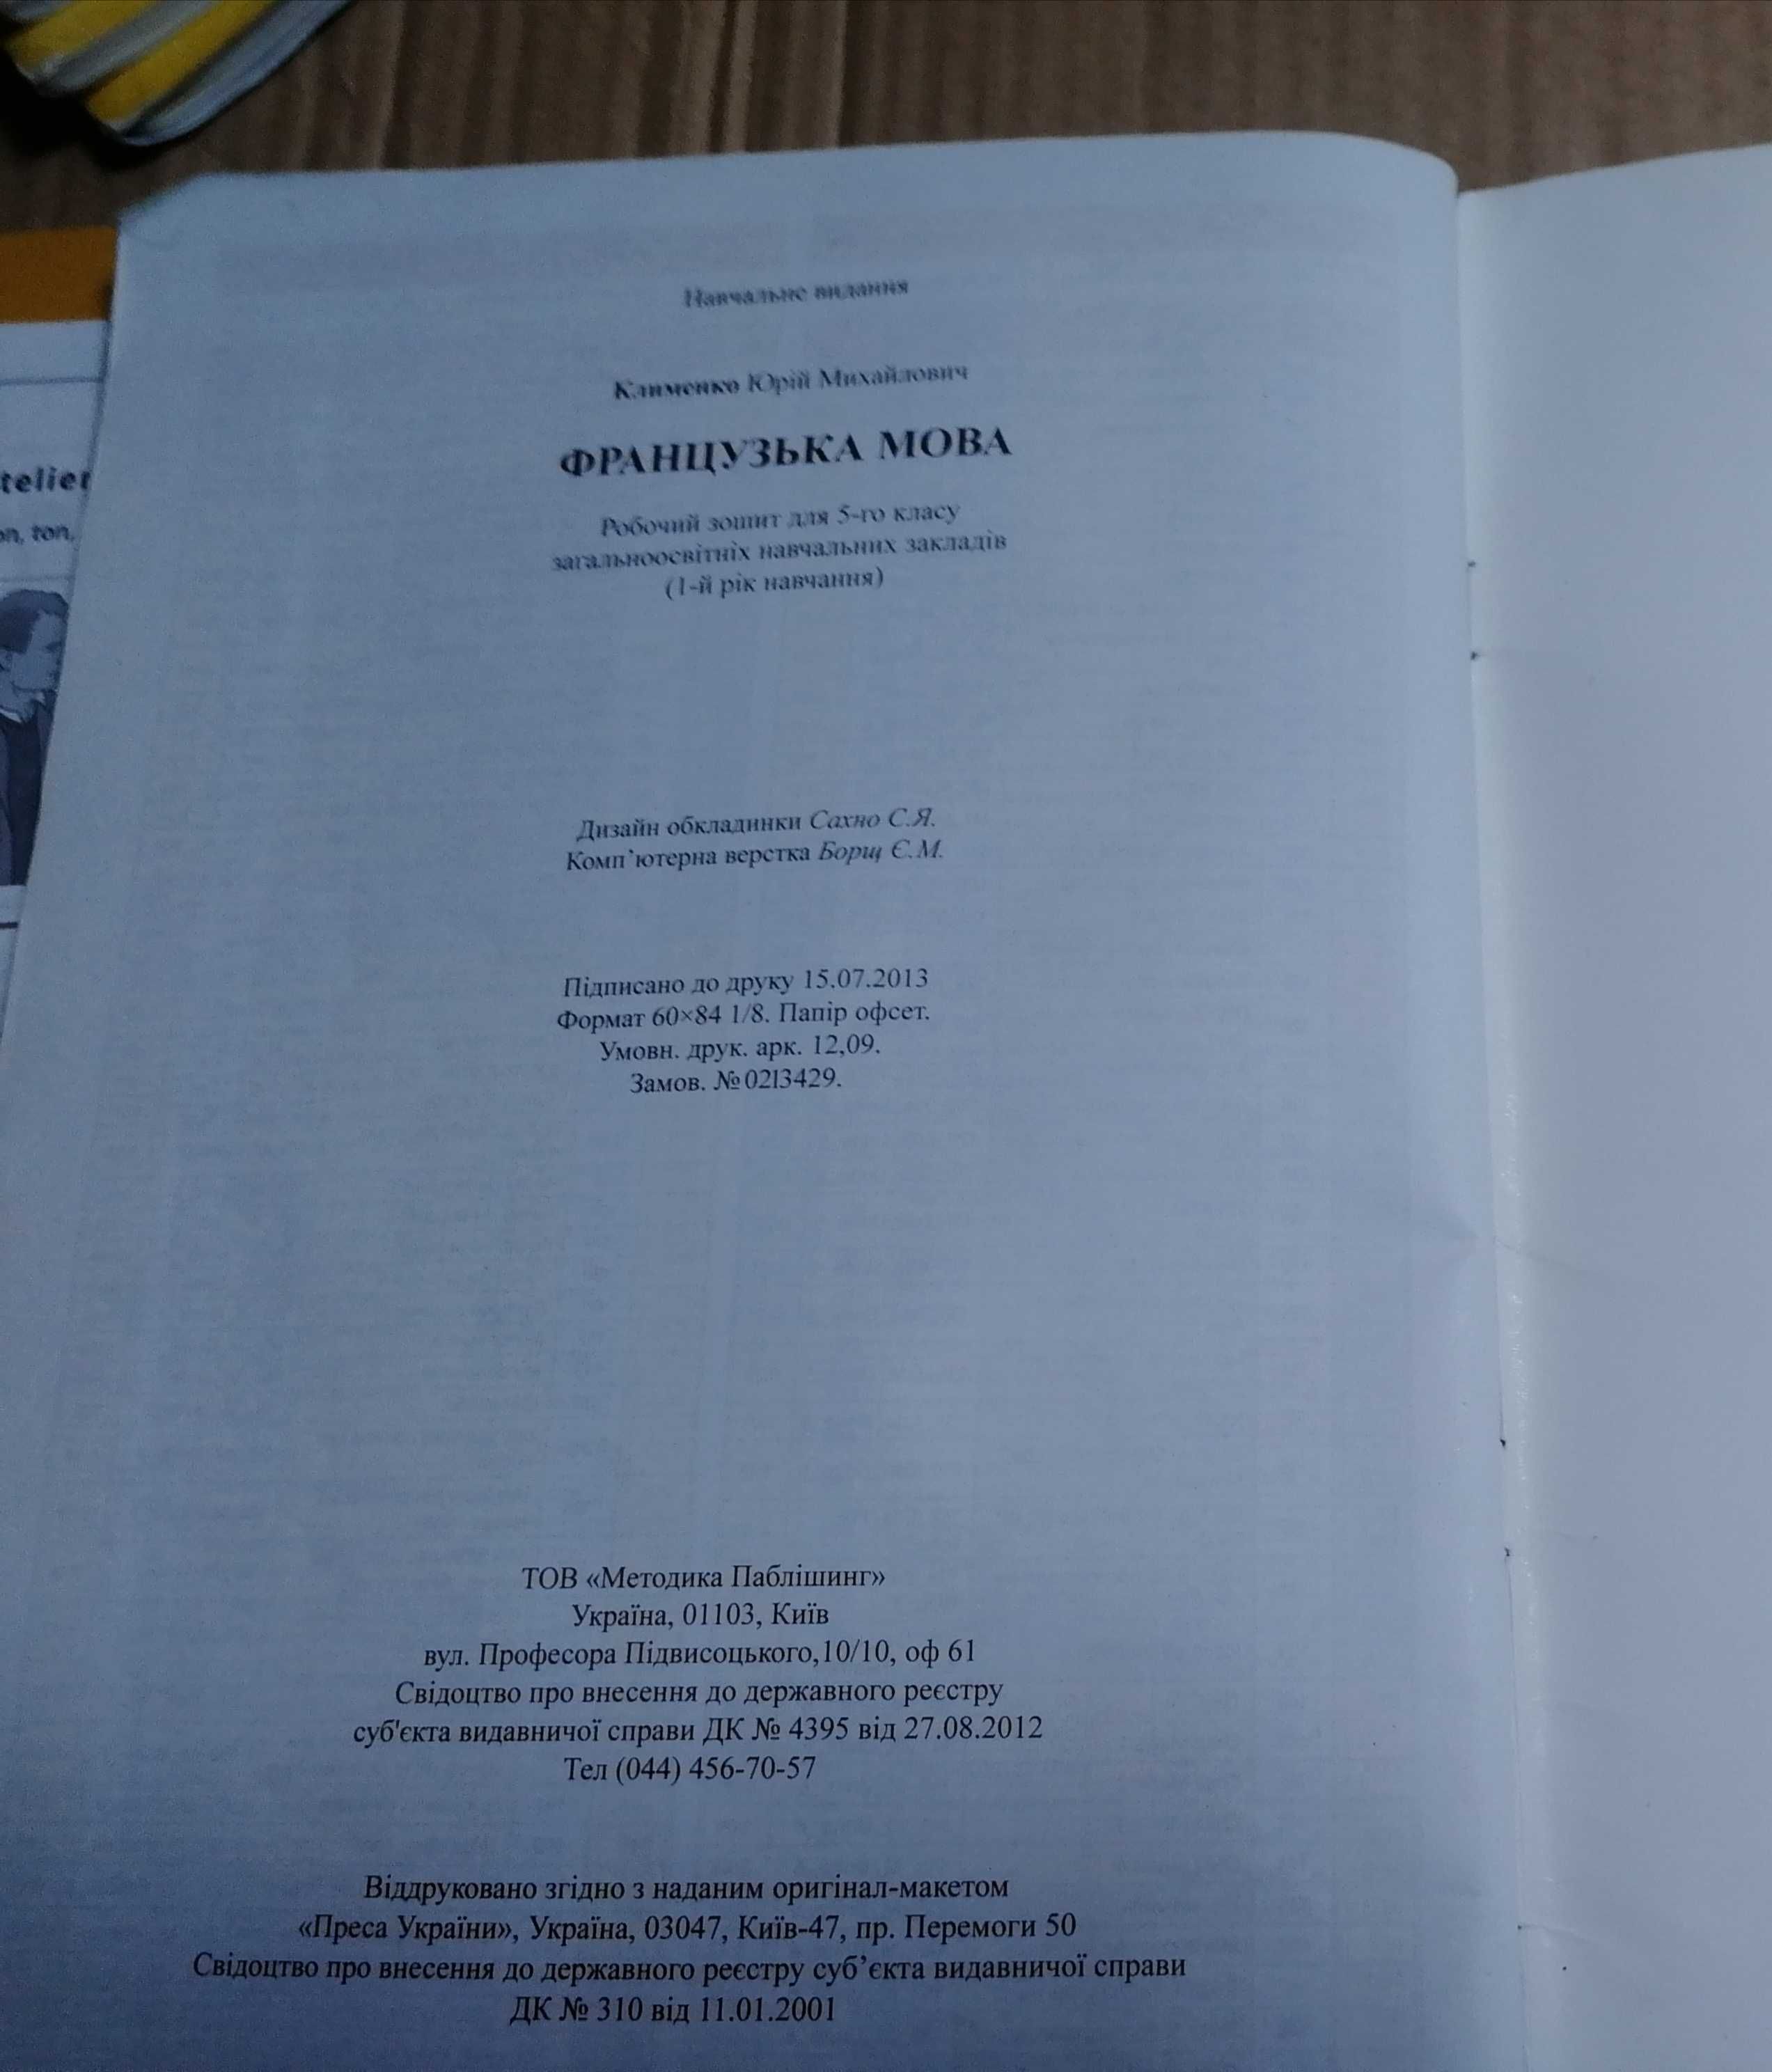 telier
on, ton,
Навчальне видання
Клименко Юрій Михайлович
ФРАНЦУЗЬКА МОВА
Робочий зошит для 5-го класу
загальноосвітніх навчальних закладів
(1-й рік навчання)
Дизайн обкладинки Сахно С.Я.
Комп’ютерна верстка Борщ Є.М.
Підписано до друку 15.07.2013
Формат 60×84 1/8. Папір офсет.
Умовн. друк. арк. 12,09.
Замов. №0213429.
ТОВ «Методика Паблішинг»
Україна, 01103, Київ
вул. Професора Підвисоцького,10/10, оф 61
Свідоцтво про внесення до державного реєстру
суб'єкта видавничої справи ДК № 4395 від 27.08.2012
Тел (044) 456-70-57
Віддруковано згідно з наданим оригінал-макетом
«Преса України», Україна, 03047, Київ-47, пр. Перемоги 50
Свідоцтво про внесення до державного реєстру суб’єкта видавничої справи
ДК № 310 від 11.01.2001